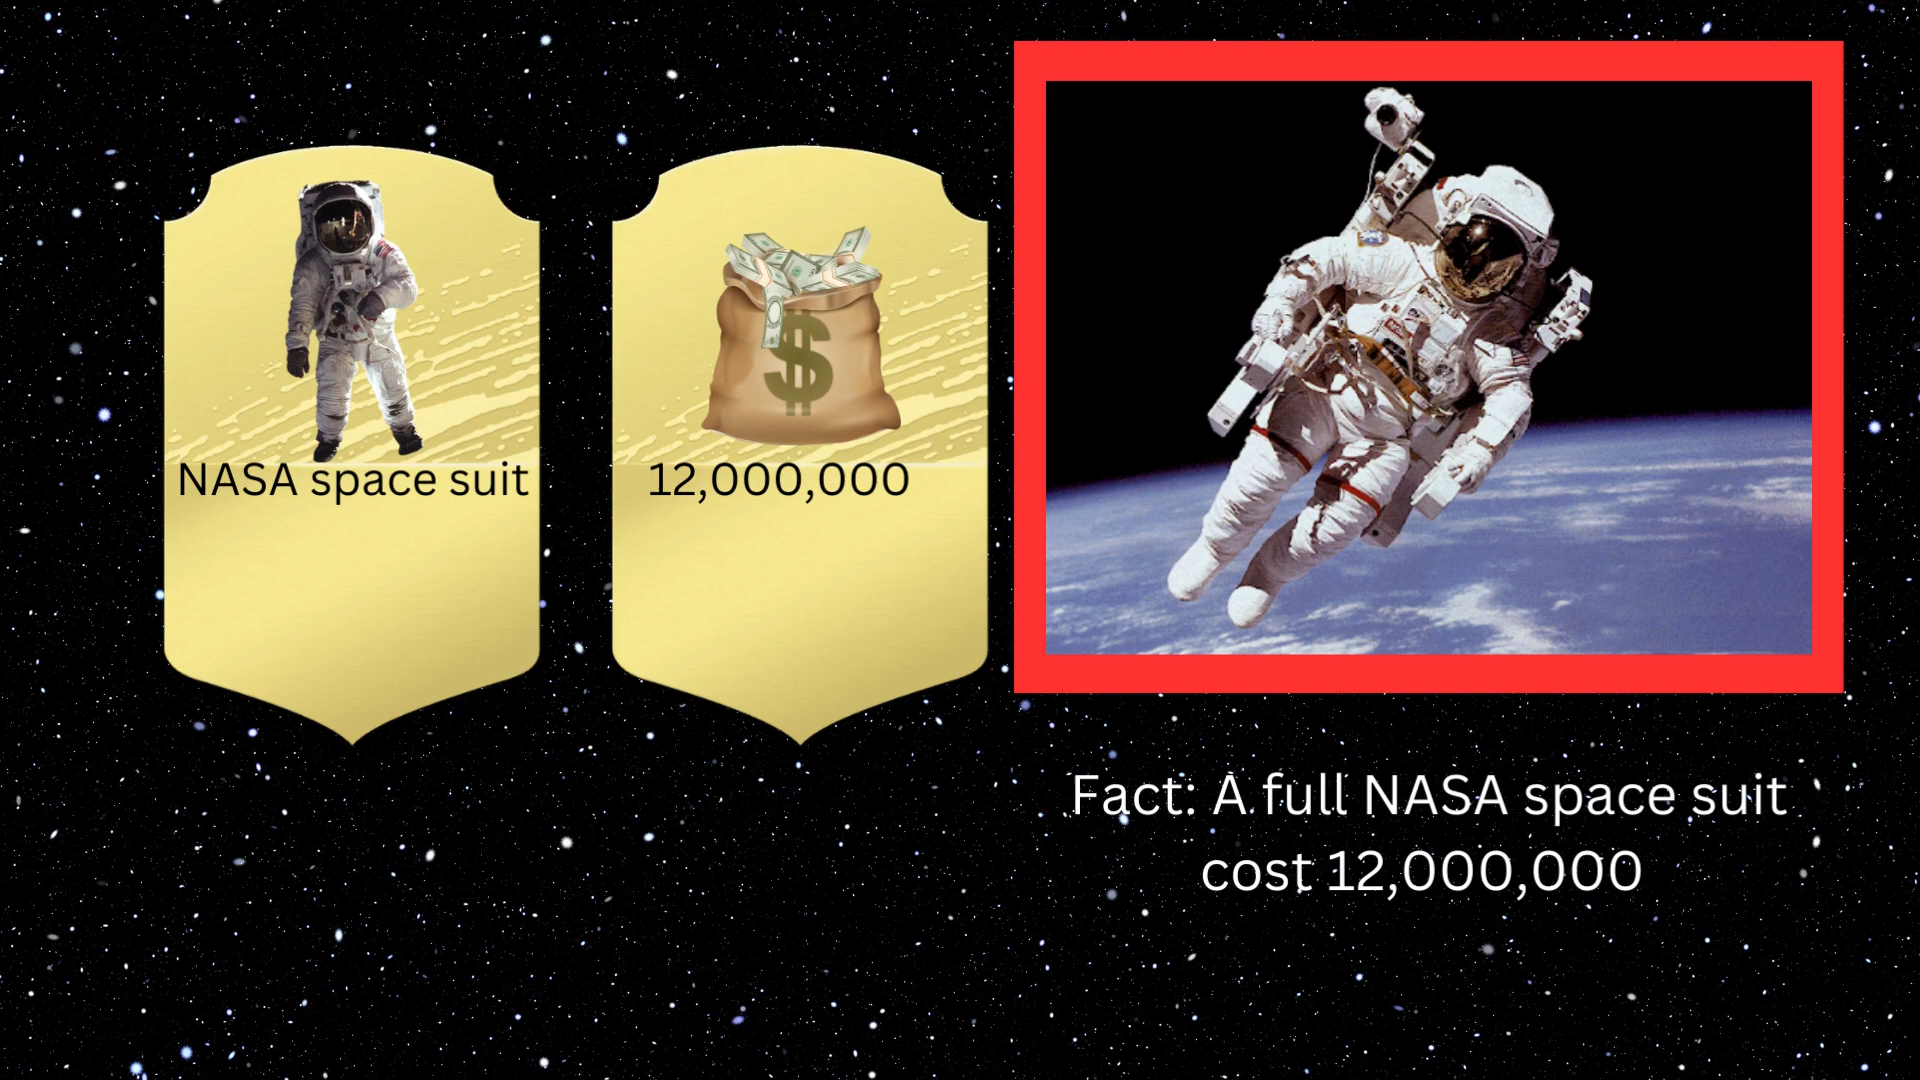 NASA space suit
12,000,000
Fact: A full NASA space suit
cost 12,000,000